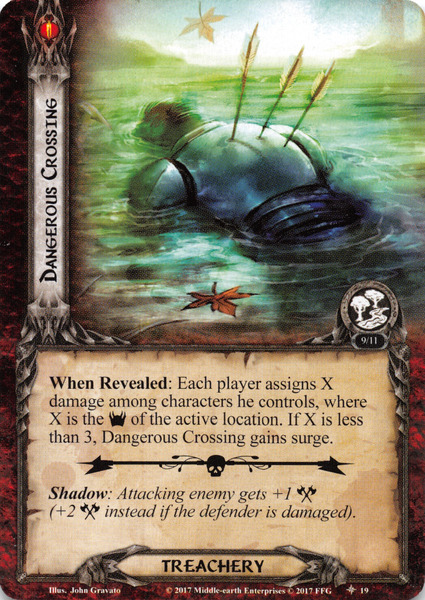 DANGEROUS CROSSING
9/11
When Revealed: Each player assigns X
damage among characters he controls, where
X is the of the active location. If X is less
than 3, Dangerous Crossing gains surge.
Shadow: Attacking enemy gets +1
(+2 instead if the defender is damaged).
TREACHERY
Illus. John Gravato © 2017 Middle-earth Enterprises © 2017 FFG 19